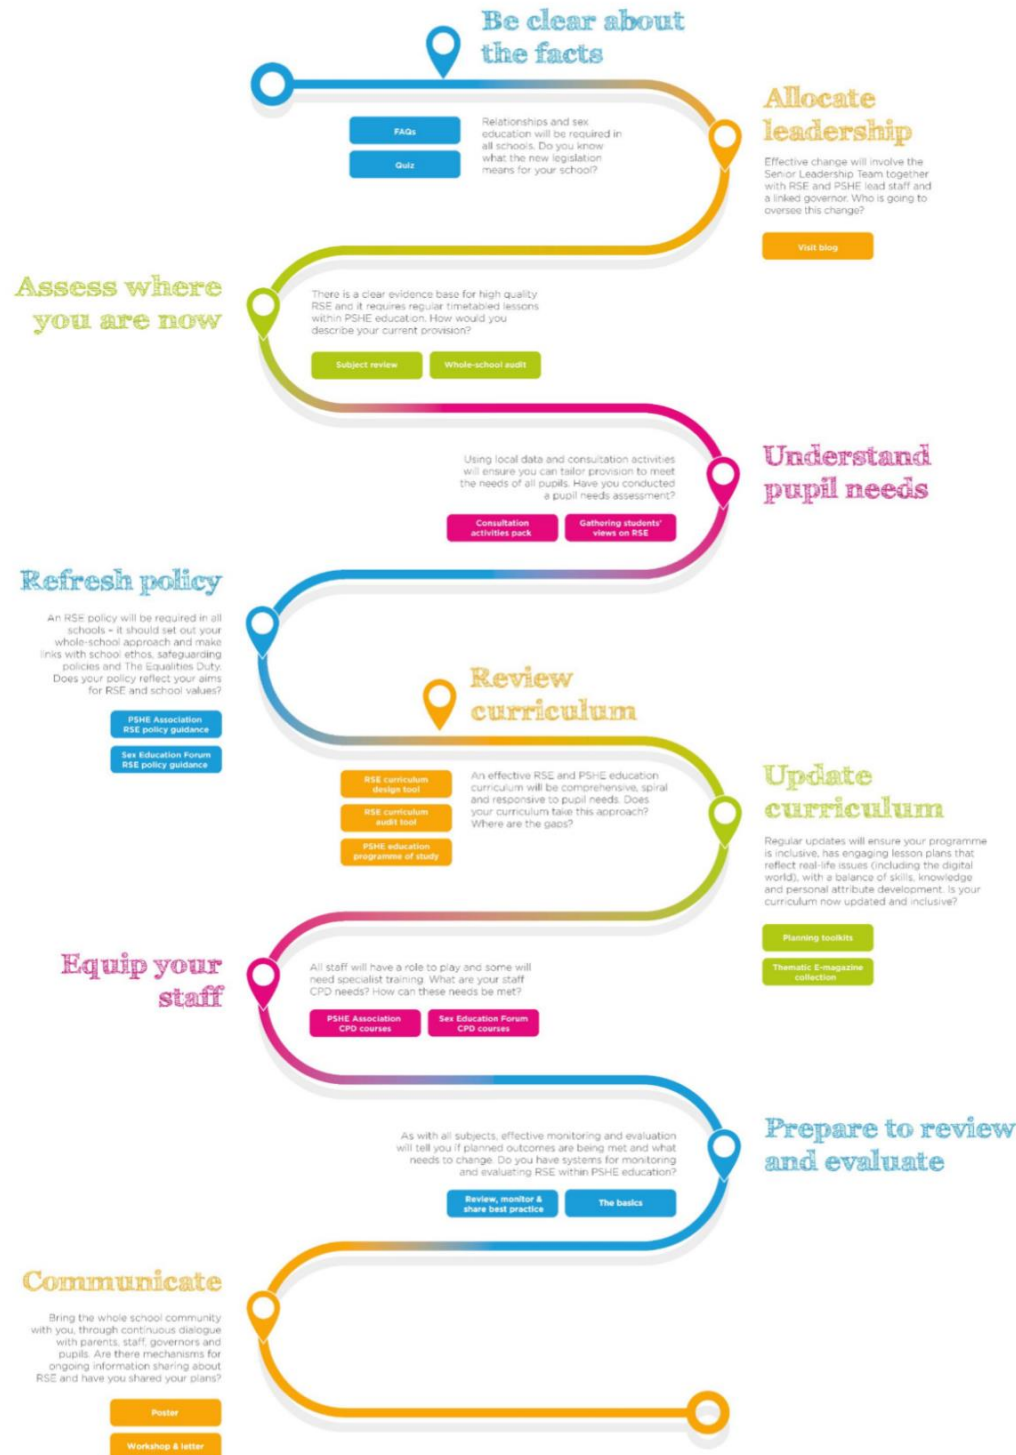 Be clear about
the facts
FAQs
Quiz
Relationships and sex
education will be required in
all schools. Do you know
what the new legislation
means for your school?
Allocate
leadership
Effective change will involve the
Senior Leadership Team together
with RSE and PSHE lead staff and
a linked governor. Who is going to
oversee this change?
Visit blog
Assess where
you are now
There is a clear evidence base for high quality
RSE and it requires regular timetabled lessons
within PSHE education. How would you
describe your current provision?
Subject review
Whole-school audit
Understand
pupil needs
Using local data and consultation activities
will ensure you can tailor provision to meet
the needs of all pupils. Have you conducted
a pupil needs assessment?
Consultation
activities pack
Gathering students'
views on RSE
Refresh policy
An RSE policy will be required in all
schools – it should set out your
whole-school approach and make
links with school ethos, safeguarding
policies and The Equalities Duty.
Does your policy reflect your aims
for RSE and school values?
PSHE Association
RSE policy guidance
Sex Education Forum
RSE policy guidance
Review
curriculum
RSE curriculum
design tool
RSE curriculum
audit tool
PSHE education
programme of study
An effective RSE and PSHE education
curriculum will be comprehensive, spiral
and responsive to pupil needs. Does
your curriculum take this approach?
Where are the gaps?
Update
curriculum
Regular updates will ensure your programme
is inclusive, has engaging lesson plans that
reflect real-life issues (including the digital
world), with a balance of skills, knowledge
and personal attribute development. Is your
curriculum now updated and inclusive?
Planning toolkits
Thematic E-magazine
collection
Equip your
staff
All staff will have a role to play and some will
need specialist training. What are your staff
CPD needs? How can these needs be met?
PSHE Association
CPD courses
Sex Education Forum
CPD courses
Prepare to review
and evaluate
As with all subjects, effective monitoring and evaluation
will tell you if planned outcomes are being met and what
needs to change. Do you have systems for monitoring
and evaluating RSE within PSHE education?
Review, monitor &
share best practice
The basics
Communicate
Bring the whole school community
with you, through continuous dialogue
with parents, staff, governors and
pupils. Are there mechanisms for
ongoing information sharing about
RSE and have you shared your plans?
Poster
Workshop & letter